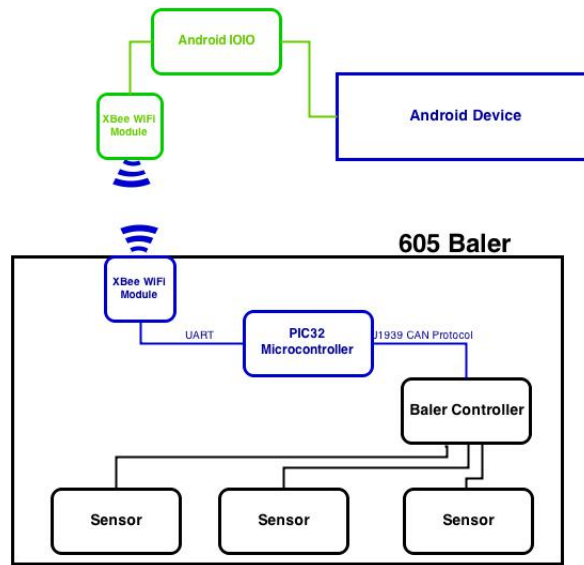 Android IOIO
XBee WiFi
Module
Android Device
605 Baler
XBee WiFi
Module
UART
PIC32
Microcontroller
J1939 CAN Protocol
Baler Controller
Sensor
Sensor
Sensor